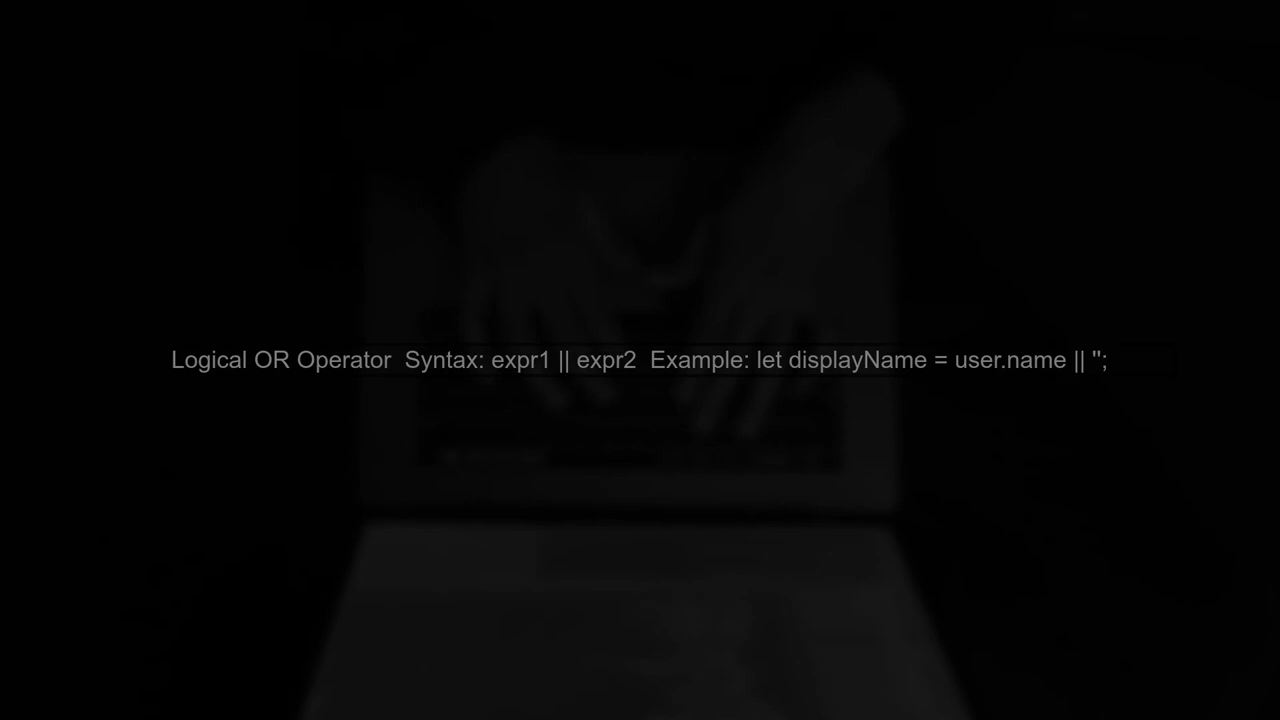 Logical OR Operator  Syntax: expr1 || expr2  Example: let displayName = user.name || '';